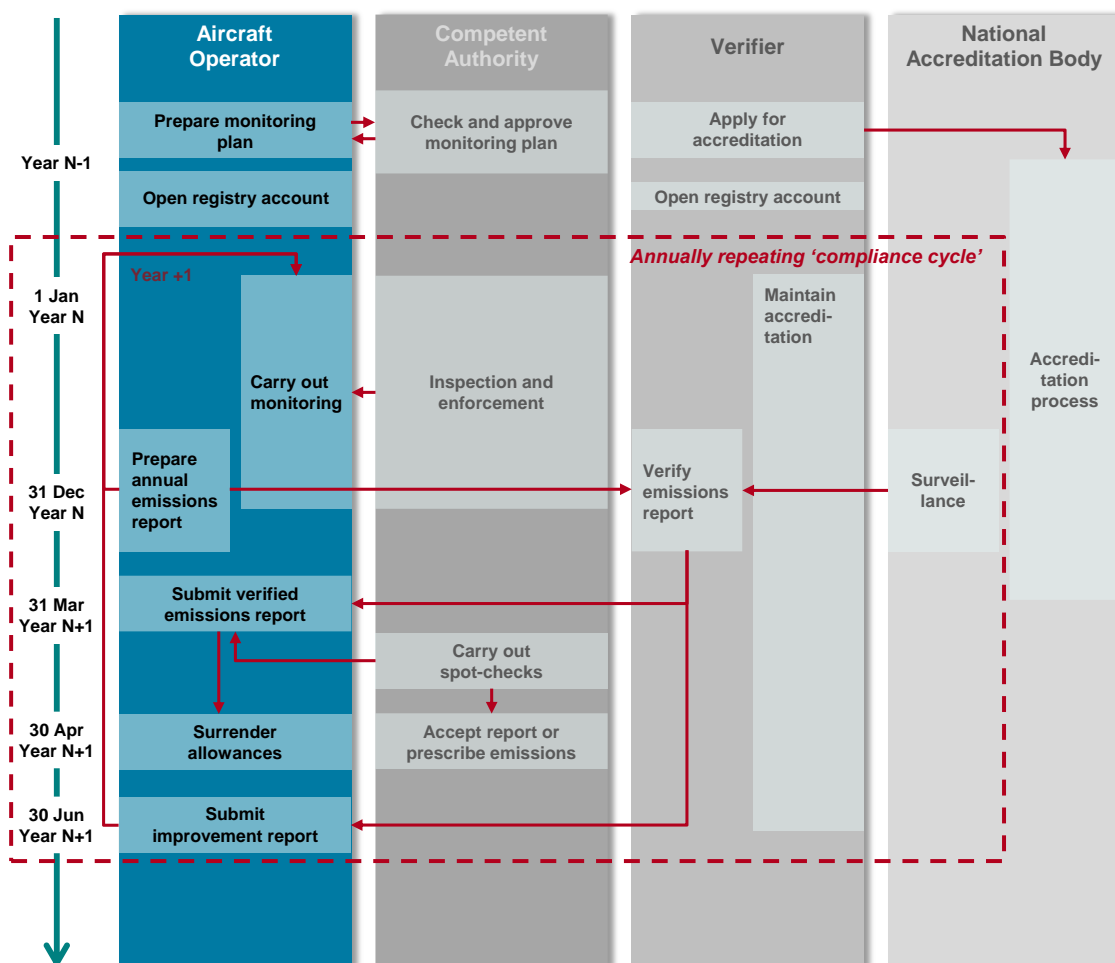 Aircraft
Operator
Competent
Authority
Verifier
National
Accreditation Body
Prepare monitoring
plan
Check and approve
monitoring plan
Apply for
accreditation
Year N-1
Open registry account
Open registry account
Annually repeating ‘compliance cycle’
Year +1
1 Jan
Year N
Maintain
accredi-
tation
Carry out
monitoring
Inspection and
enforcement
Accredi-
tation
process
Prepare
annual
emissions
report
31 Dec
Year N
Verify
emissions
report
Surveil-
lance
31 Mar
Year N+1
Submit verified
emissions report
Carry out
spot-checks
30 Apr
Year N+1
Surrender
allowances
Accept report or
prescribe emissions
30 Jun
Year N+1
Submit
improvement report